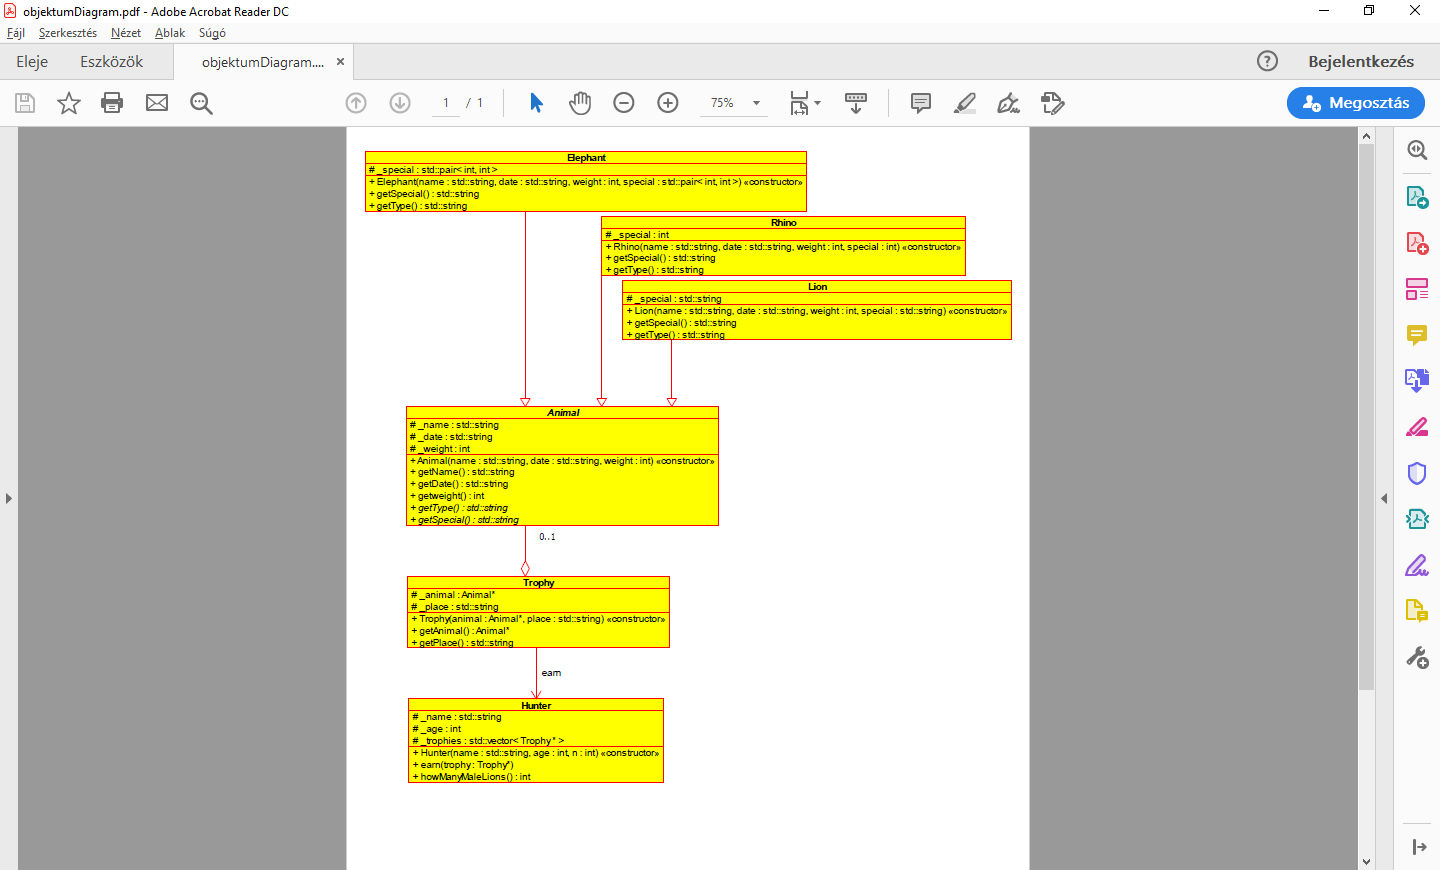 objektumDiagram.pdf - Adobe Acrobat Reader DC
Fájl Szerkesztés Nézet Ablak Súgó
Eleje Eszközök objektumDiagram.... × Bejelentkezés
1 / 1 75% Megosztás
Elephant
# _special : std::pair< int, int >
+ Elephant(name : std::string, date : std::string, weight : int, special : std::pair< int, int >) «constructor»
+ getSpecial() : std::string
+ getType() : std::string
Rhino
# _special : int
+ Rhino(name : std::string, date : std::string, weight : int, special : int) «constructor»
+ getSpecial() : std::string
+ getType() : std::string
Lion
# _special : std::string
+ Lion(name : std::string, date : std::string, weight : int, special : std::string) «constructor»
+ getSpecial() : std::string
+ getType() : std::string
Animal
# _name : std::string
# _date : std::string
# _weight : int
+ Animal(name : std::string, date : std::string, weight : int) «constructor»
+ getName() : std::string
+ getDate() : std::string
+ getweight() : int
+ getType() : std::string
+ getSpecial() : std::string
0..1
Trophy
# _animal : Animal*
# _place : std::string
+ Trophy(animal : Animal*, place : std::string) «constructor»
+ getAnimal() : Animal*
+ getPlace() : std::string
earn
Hunter
# _name : std::string
# _age : int
# _trophies : std::vector< Trophy* >
+ Hunter(name : std::string, age : int, n : int) «constructor»
+ earn(trophy : Trophy*)
+ howManyMaleLions() : int